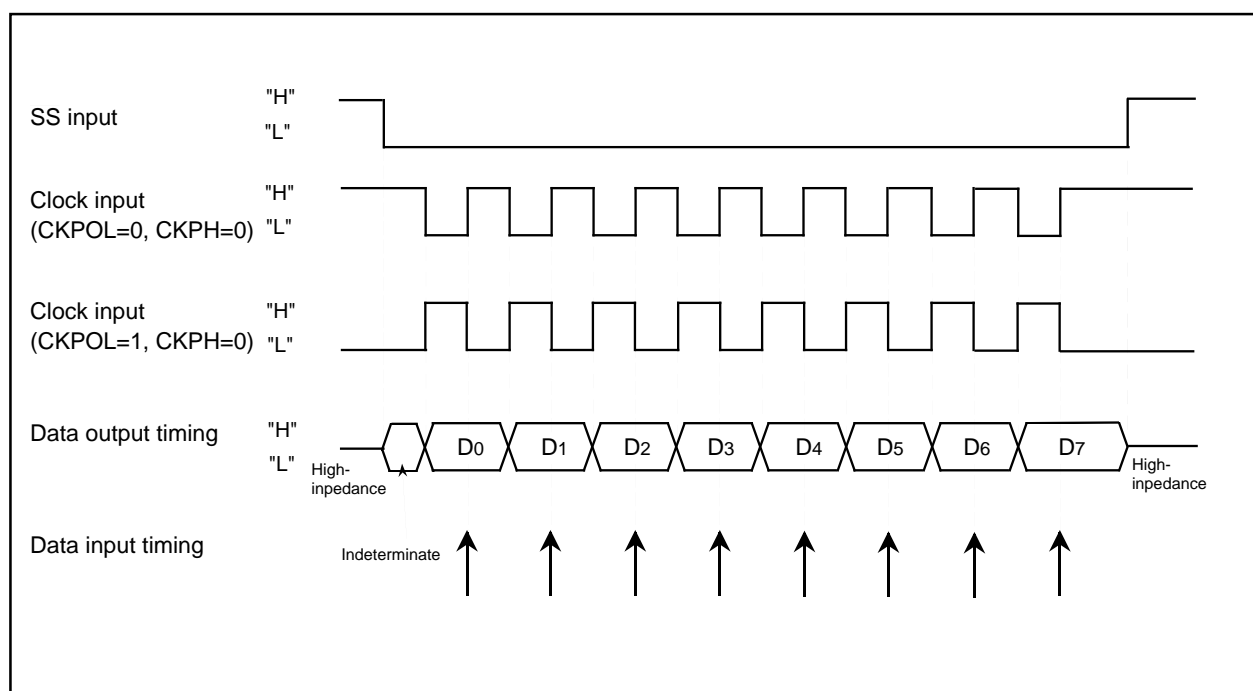 SS input
"H"
"L"
Clock input
(CKPOL=0, CKPH=0)
"H"
"L"
Clock input
(CKPOL=1, CKPH=0)
"H"
"L"
Data output timing
"H"
"L"
High-
inpedance
D0 D1 D2 D3 D4 D5 D6 D7
High-
inpedance
Indeterminate
Data input timing